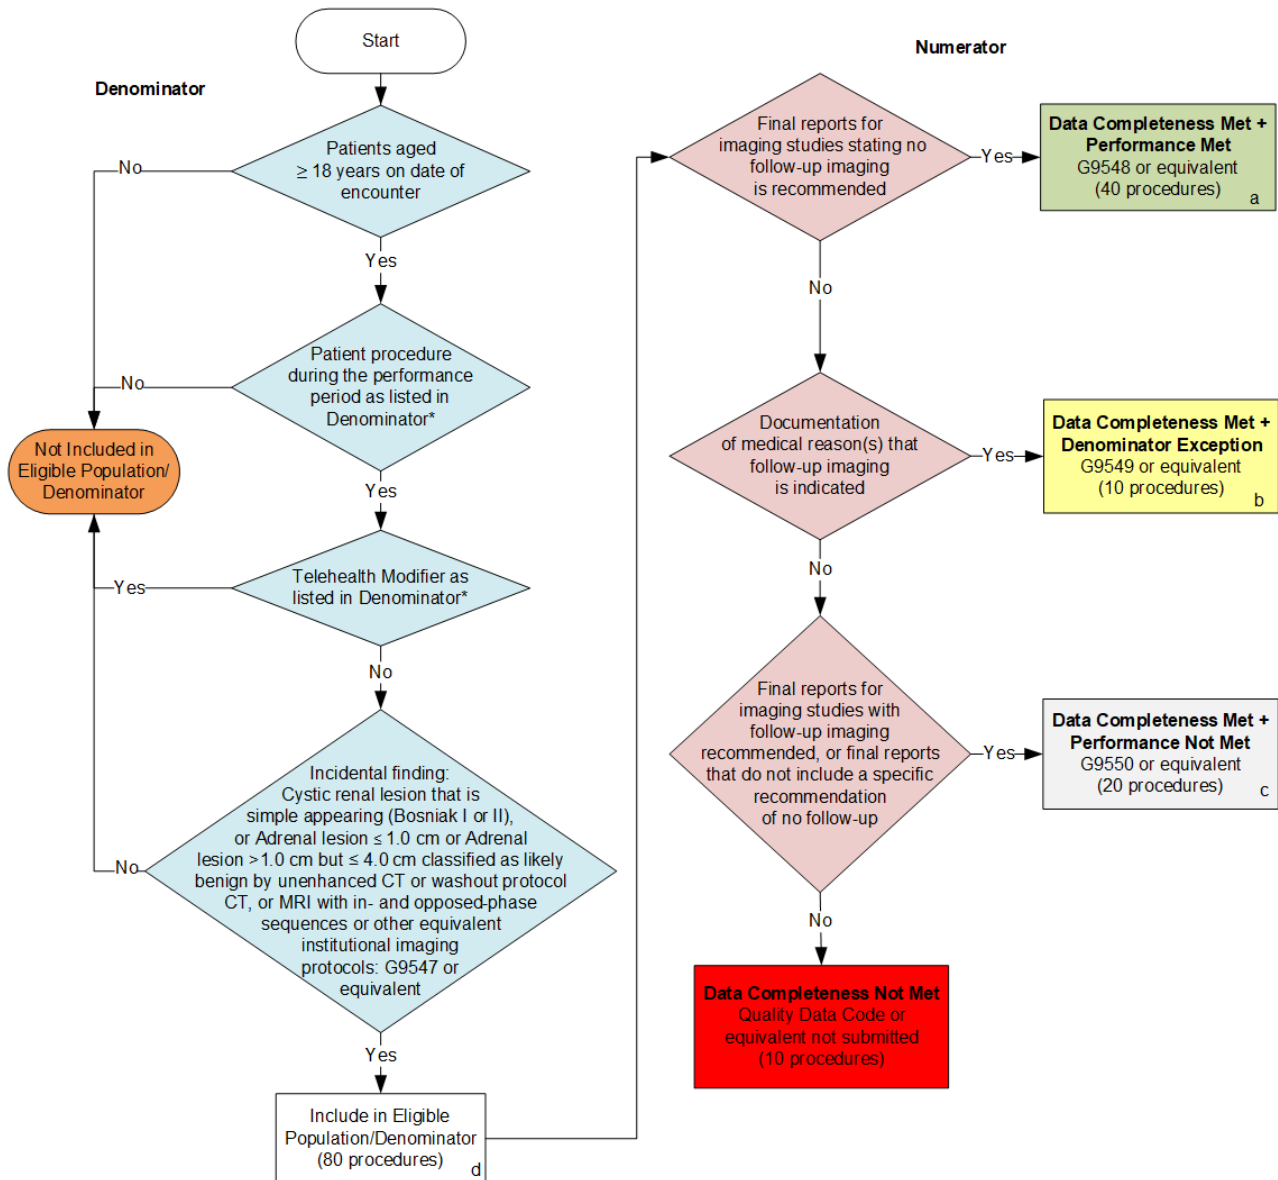 Start
Denominator
Patients aged
≥ 18 years on date of
encounter
No
Yes
Patient procedure
during the performance
period as listed in
Denominator*
No
Not Included in
Eligible Population/
Denominator
Yes
Telehealth Modifier as
listed in Denominator*
Yes
No
Incidental finding:
Cystic renal lesion that is
simple appearing (Bosniak I or II),
or Adrenal lesion ≤ 1.0 cm or Adrenal
lesion >1.0 cm but ≤ 4.0 cm classified as likely
benign by unenhanced CT or washout protocol
CT, or MRI with in- and opposed-phase
sequences or other equivalent
institutional imaging
protocols: G9547 or
equivalent
No
Yes
Include in Eligible
Population/Denominator
(80 procedures)
d
Numerator
Final reports for
imaging studies stating no
follow-up imaging
is recommended
Yes
Data Completeness Met +
Performance Met
G9548 or equivalent
(40 procedures)
a
No
Documentation
of medical reason(s) that
follow-up imaging
is indicated
Yes
Data Completeness Met +
Denominator Exception
G9549 or equivalent
(10 procedures)
b
No
Final reports for
imaging studies with
follow-up imaging
recommended, or final reports
that do not include a specific
recommendation
of no follow-up
Yes
Data Completeness Met +
Performance Not Met
G9550 or equivalent
(20 procedures)
c
No
Data Completeness Not Met
Quality Data Code or
equivalent not submitted
(10 procedures)